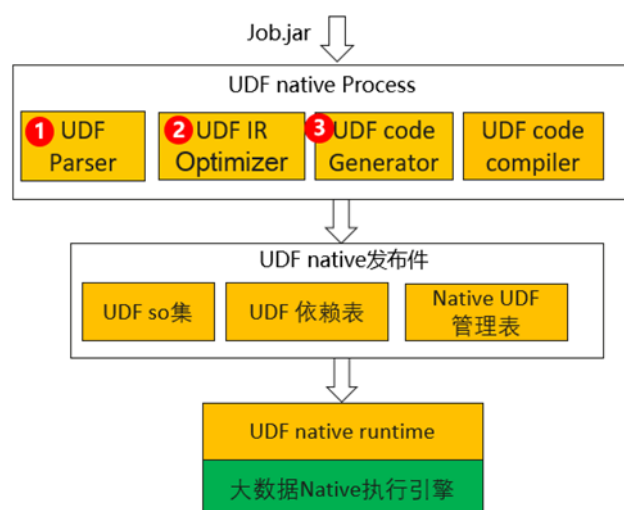 Job.jar
UDF native Process
1 UDF Parser
2 UDF IR Optimizer
3 UDF code Generator
UDF code compiler
UDF native发布件
UDF so集
UDF 依赖表
Native UDF 管理表
UDF native runtime
大数据Native执行引擎